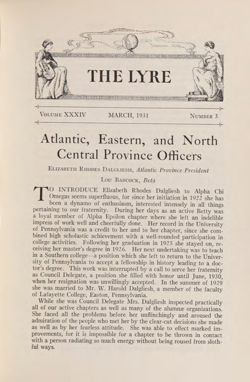 THE LYRE
VOLUME XXXIV MARCH, 1931 NUMBER 3
Atlantic, Eastern, and North
Central Province Officers
ELIZABETH RHODES DALGLEISH, Atlantic Province President
LOU BABCOCK, Beta
TO INTRODUCE Elizabeth Rhodes Dalgliesh to Alpha Chi
Omegas seems superfluous, for since her initiation in 1922 she has
been a dynamo of enthusiasm, interested intensely in all things
pertaining to our fraternity. During her days as an active Betty was
a loyal member of Alpha Epsilon chapter where she left an indelible
impress of work well and cheerfully done. Her record in the University
of Pennsylvania was a credit to her and to her chapter, since she com-
bined high scholastic achievement with a well-rounded participation in
college activities. Following her graduation in 1925 she stayed on, re-
ceiving her master's degree in 1926. Her next undertaking was to teach
in a Southern college—a position which she left to return to the Univer-
sity of Pennsylvania to accept a fellowship in history leading to a doc-
tor's degree. This work was interrupted by a call to serve her fraternity
as Council Delegate, a position she filled with honor until June, 1930,
when her resignation was unwillingly accepted. In the summer of 1929
she was married to Mr. W. Harold Dalgliesh, a member of the faculty
of Lafayette College, Easton, Pennsylvania.
While she was Council Delegate Mrs. Dalgliesh inspected practically
all of our active chapters as well as many of the alumnæ organizations.
She faced all the problems before her unflinchingly and aroused the
admiration of the people who met her by the clear-cut decisions she made
as well as by her fearless attitude. She was able to effect marked im-
provements, for it is impossible for a chapter to be thrown in contact
with a person radiating so much energy without being roused from sloth-
ful ways.